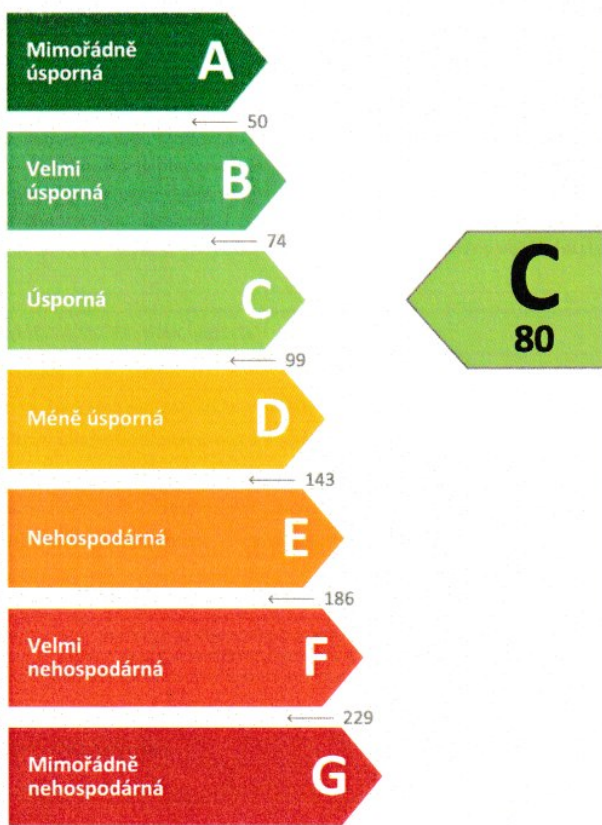 Mimořádně
úsporná
A
← 50
Velmi
úsporná
B
← 74
Úsporná
C
← 99
C
80
Méně úsporná
D
← 143
Nehospodárná
E
← 186
Velmi
nehospodárná
F
← 229
Mimořádně
nehospodárná
G